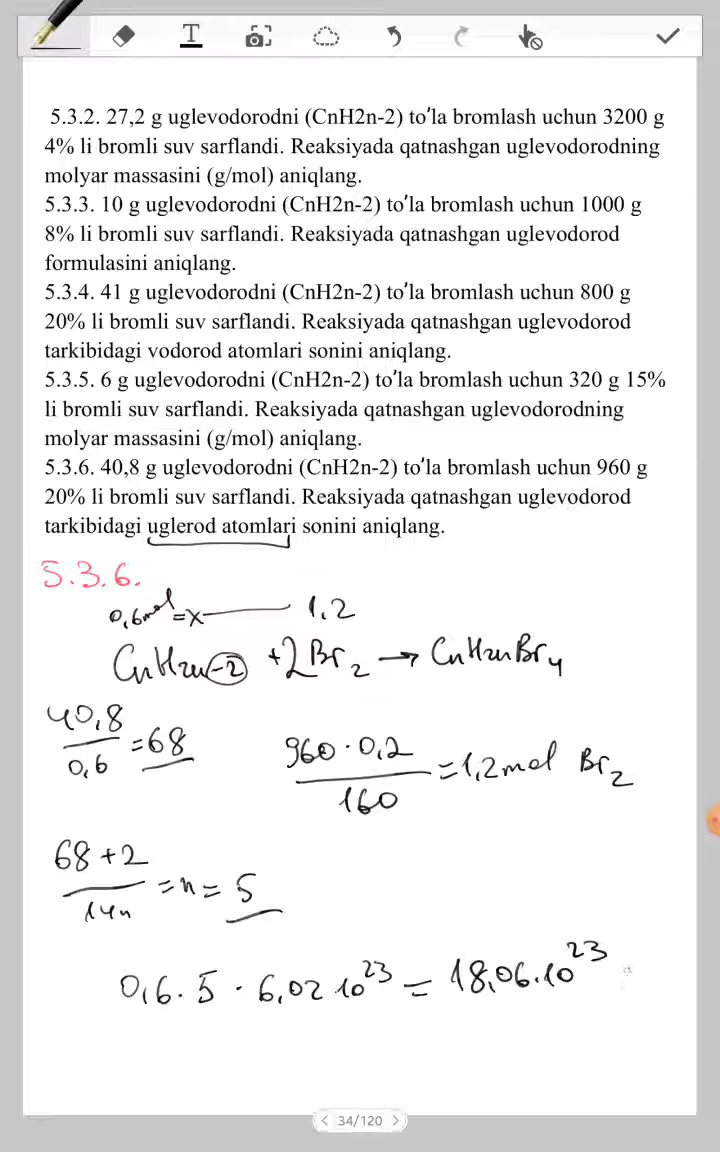 T
5.3.2. 27,2 g uglevodorodni (CnH2n-2) to‘la bromlash uchun 3200 g
4% li bromli suv sarflandi. Reaksiyada qatnashgan uglevodorodning
molyar massasini (g/mol) aniqlang.
5.3.3. 10 g uglevodorodni (CnH2n-2) to‘la bromlash uchun 1000 g
8% li bromli suv sarflandi. Reaksiyada qatnashgan uglevodorod
formulasini aniqlang.
5.3.4. 41 g uglevodorodni (CnH2n-2) to‘la bromlash uchun 800 g
20% li bromli suv sarflandi. Reaksiyada qatnashgan uglevodorod
tarkibidagi vodorod atomlari sonini aniqlang.
5.3.5. 6 g uglevodorodni (CnH2n-2) to‘la bromlash uchun 320 g 15%
li bromli suv sarflandi. Reaksiyada qatnashgan uglevodorodning
molyar massasini (g/mol) aniqlang.
5.3.6. 40,8 g uglevodorodni (CnH2n-2) to‘la bromlash uchun 960 g
20% li bromli suv sarflandi. Reaksiyada qatnashgan uglevodorod
tarkibidagi uglerod atomlari sonini aniqlang.
5.3.6.
0,6mol=x 1,2
CnH2n-2 +2Br2 → CnH2nBr4
40,8
0,6 =68
960·0,2
160 =1,2mol Br2
68+2
14n =n=5
0,6·5·6,02·10^23 = 18,06·10^23
< 34/120 >